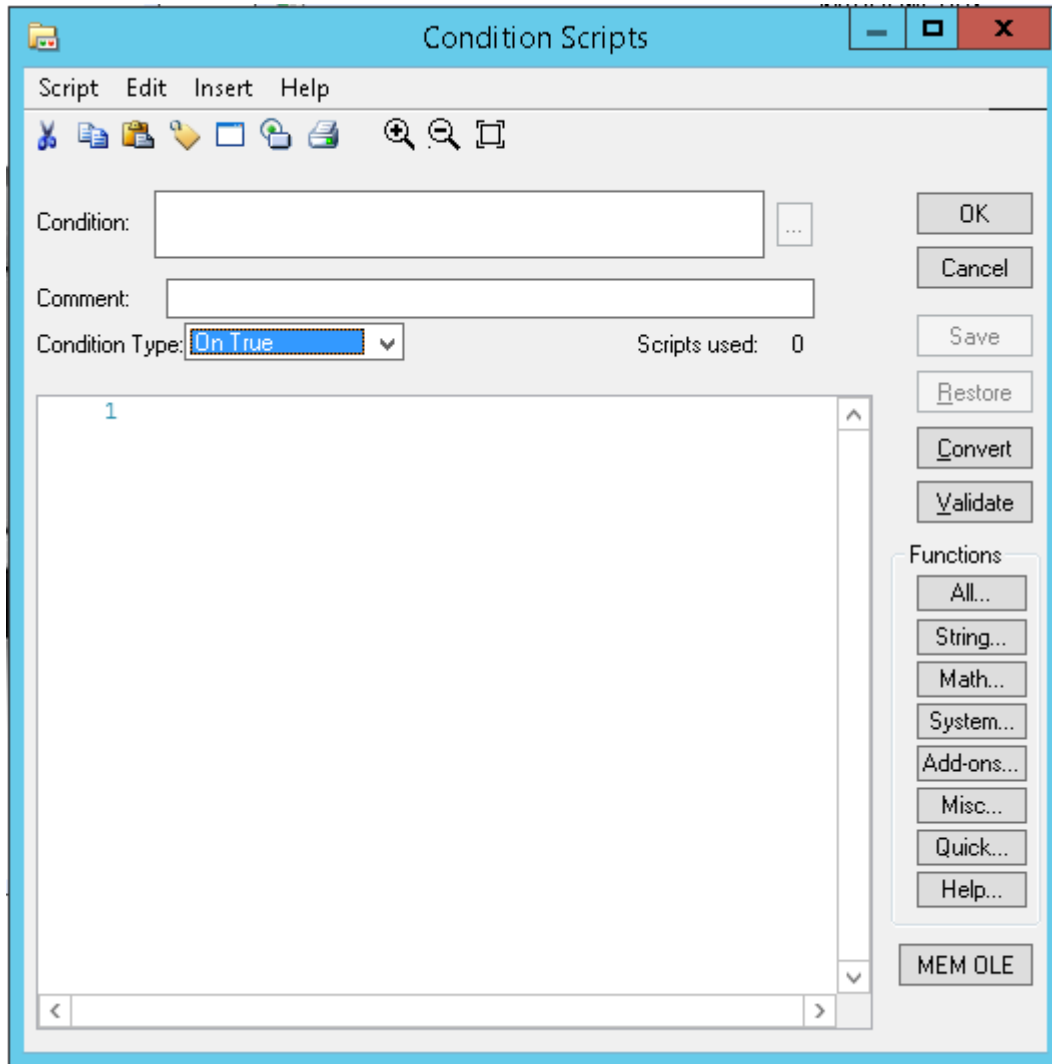 Condition Scripts
Script Edit Insert Help
Condition:
...
OK
Cancel
Comment:
Condition Type: On True
Scripts used: 0
Save
Restore
Convert
Validate
1
Functions
All...
String...
Math...
System...
Add-ons...
Misc...
Quick...
Help...
MEM OLE